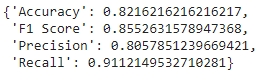 {'Accuracy': 0.8216216216216217,
'F1 Score': 0.8552631578947368,
'Precision': 0.8057851239669421,
'Recall': 0.9112149532710281}